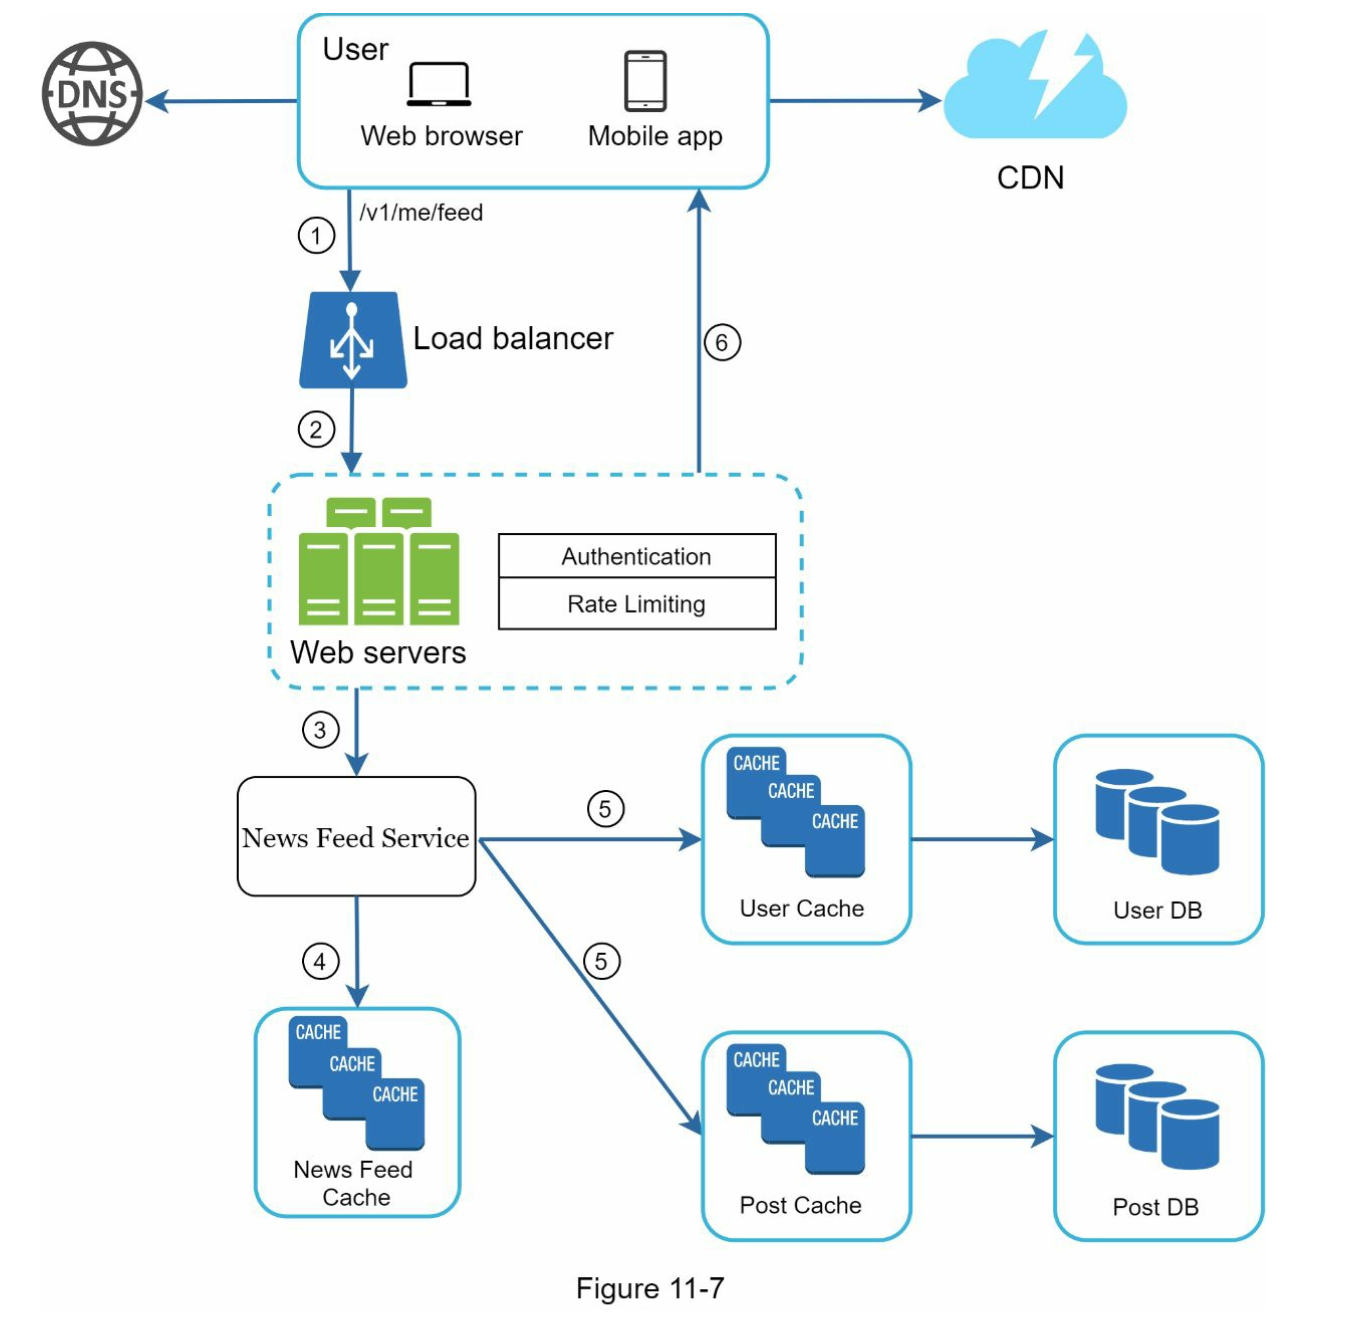 User
DNS
Web browser
Mobile app
CDN
/v1/me/feed
1
Load balancer
6
2
Authentication
Rate Limiting
Web servers
3
CACHE
CACHE
CACHE
User Cache
User DB
5
News Feed Service
4
5
CACHE
CACHE
CACHE
News Feed
Cache
CACHE
CACHE
CACHE
Post Cache
Post DB
Figure 11-7